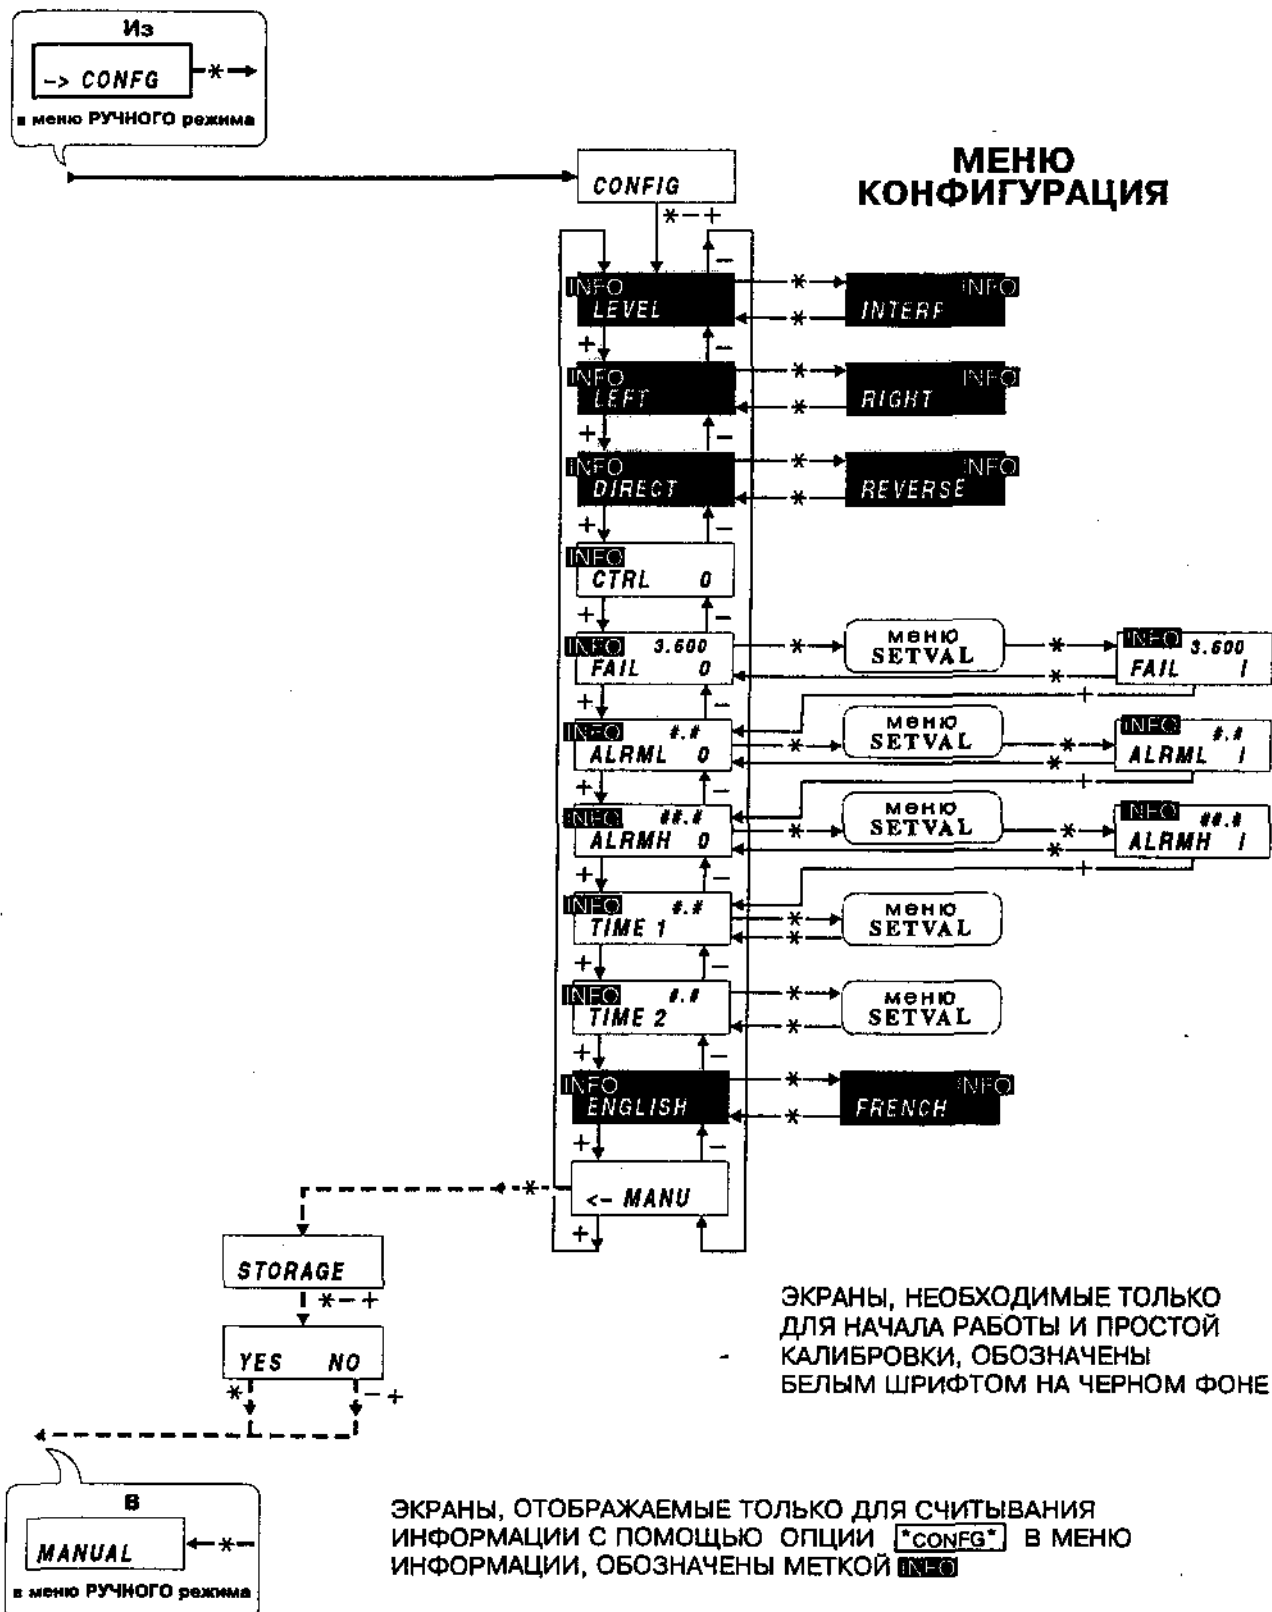 Из
-> CONFG
*
в меню РУЧНОГО режима
МЕНЮ
КОНФИГУРАЦИЯ
CONFIG
*-+
-
INFO
LEVEL
*
*
INFO
INTERF
+
-
INFO
LEFT
*
*
INFO
RIGHT
+
-
INFO
DIRECT
*
*
INFO
REVERSE
+
-
INFO
CTRL 0
+
-
INFO 3.600
FAIL 0
*
меню
SETVAL
*
*
INFO 3.600
FAIL 1
+
+
-
INFO #.#
ALRML 0
*
меню
SETVAL
*
*
INFO #.#
ALRML 1
+
+
-
INFO ##.#
ALRMH 0
*
меню
SETVAL
*
*
INFO ##.#
ALRMH 1
+
+
-
INFO #.#
TIME 1
*
*
меню
SETVAL
+
-
INFO #.#
TIME 2
*
*
меню
SETVAL
+
-
INFO
ENGLISH
*
*
INFO
FRENCH
+
-
<- MANU
*
+
STORAGE
*-+
YES NO
*
-+
ЭКРАНЫ, НЕОБХОДИМЫЕ ТОЛЬКО
ДЛЯ НАЧАЛА РАБОТЫ И ПРОСТОЙ
КАЛИБРОВКИ, ОБОЗНАЧЕНЫ
БЕЛЫМ ШРИФТОМ НА ЧЕРНОМ ФОНЕ
В
MANUAL
*
в меню РУЧНОГО режима
ЭКРАНЫ, ОТОБРАЖАЕМЫЕ ТОЛЬКО ДЛЯ СЧИТЫВАНИЯ
ИНФОРМАЦИИ С ПОМОЩЬЮ ОПЦИИ *CONFG* В МЕНЮ
ИНФОРМАЦИИ, ОБОЗНАЧЕНЫ МЕТКОЙ INFO